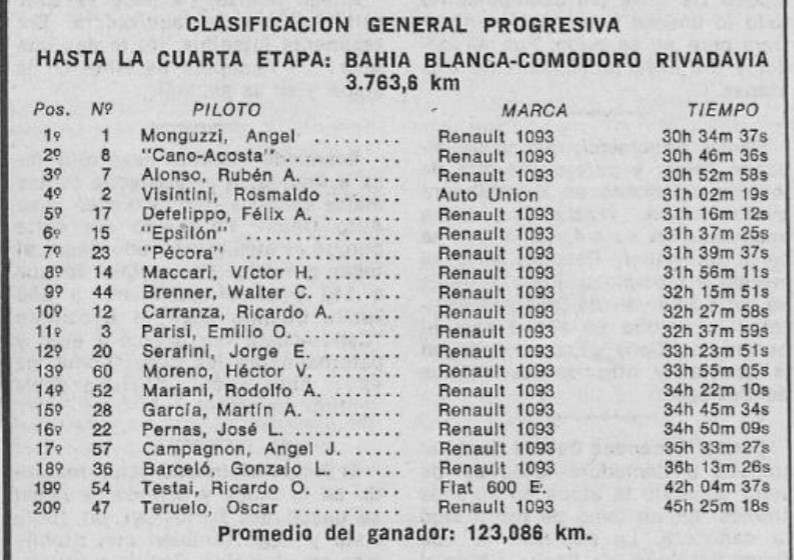 CLASIFICACION GENERAL PROGRESIVA
HASTA LA CUARTA ETAPA: BAHIA BLANCA-COMODORO RIVADAVIA
3.763,6 km
Pos. Nº PILOTO MARCA TIEMPO
1º 1 Monguzzi, Angel .......... Renault 1093 30h 34m 37s
2º 8 "Cano-Acosta" .......... Renault 1093 30h 46m 36s
3º 7 Alonso, Rubén A. .......... Renault 1093 30h 52m 58s
4º 2 Visintini, Rosmaldo ...... Auto Union 31h 02m 19s
5º 17 Defelippo, Félix A. ....... Renault 1093 31h 16m 12s
6º 15 "Epsilón" ............... Renault 1093 31h 37m 25s
7º 23 "Pécora" ................ Renault 1093 31h 39m 37s
8º 14 Maccari, Víctor H. ........ Renault 1093 31h 56m 11s
9º 44 Brenner, Walter C. ....... Renault 1093 32h 15m 51s
10º 12 Carranza, Ricardo A. ..... Renault 1093 32h 27m 58s
11º 3 Parisi, Emilio O. ......... Renault 1093 32h 37m 59s
12º 20 Serafini, Jorge E. ........ Renault 1093 33h 23m 51s
13º 60 Moreno, Héctor V. ....... Renault 1093 33h 55m 05s
14º 52 Mariani, Rodolfo A. ...... Renault 1093 34h 22m 10s
15º 28 García, Martín A. ........ Renault 1093 34h 45m 34s
16º 22 Pernas, José L. .......... Renault 1093 34h 50m 09s
17º 57 Campagnon, Angel J. ..... Renault 1093 35h 33m 27s
18º 36 Barceló, Gonzalo L. ...... Renault 1093 36h 13m 26s
19º 54 Testai, Ricardo O. ........ Fiat 600 E. 42h 04m 37s
20º 47 Teruelo, Oscar .......... Renault 1093 45h 25m 18s
Promedio del ganador: 123,086 km.